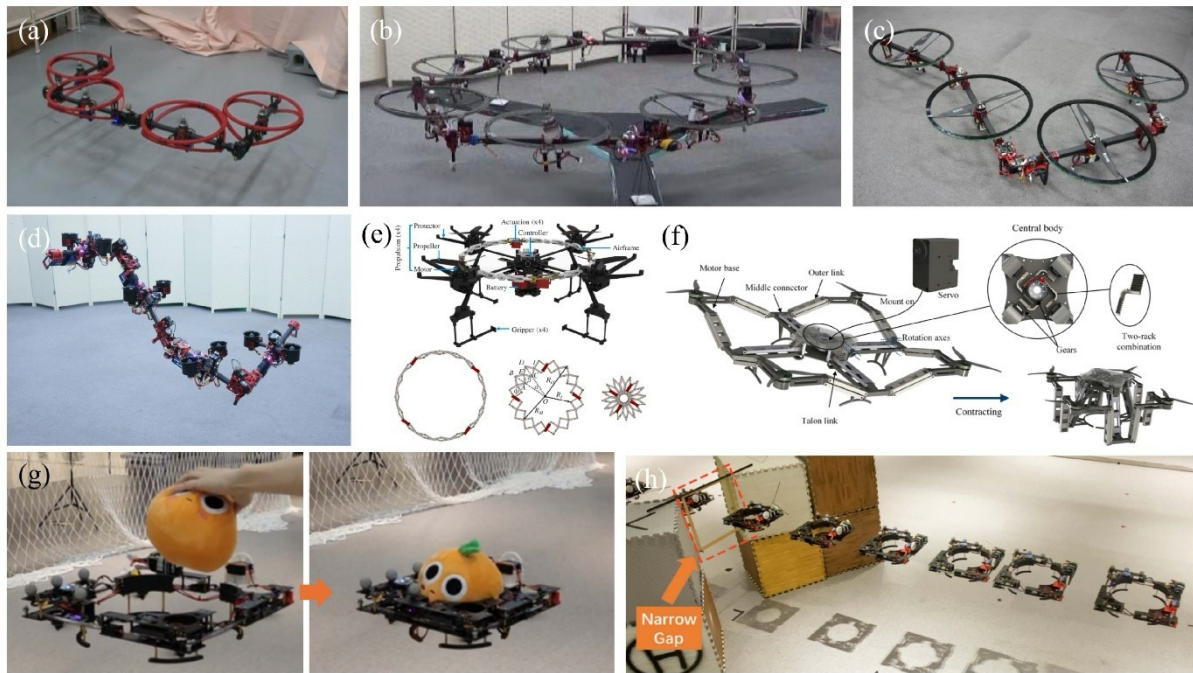 (a)
(b)
(c)
(d)
(e)
Propulsion (x4)
Protector
Propeller
Motor
Actuation (x4)
Controller
Airframe
Battery
Gripper (x4)
O
(f)
Motor base
Middle connector
Outer link
Mount on
Servo
Central body
Gears
Two-rack
combination
Rotation axes
Talon link
Contracting
(g)
(h)
Narrow
Gap